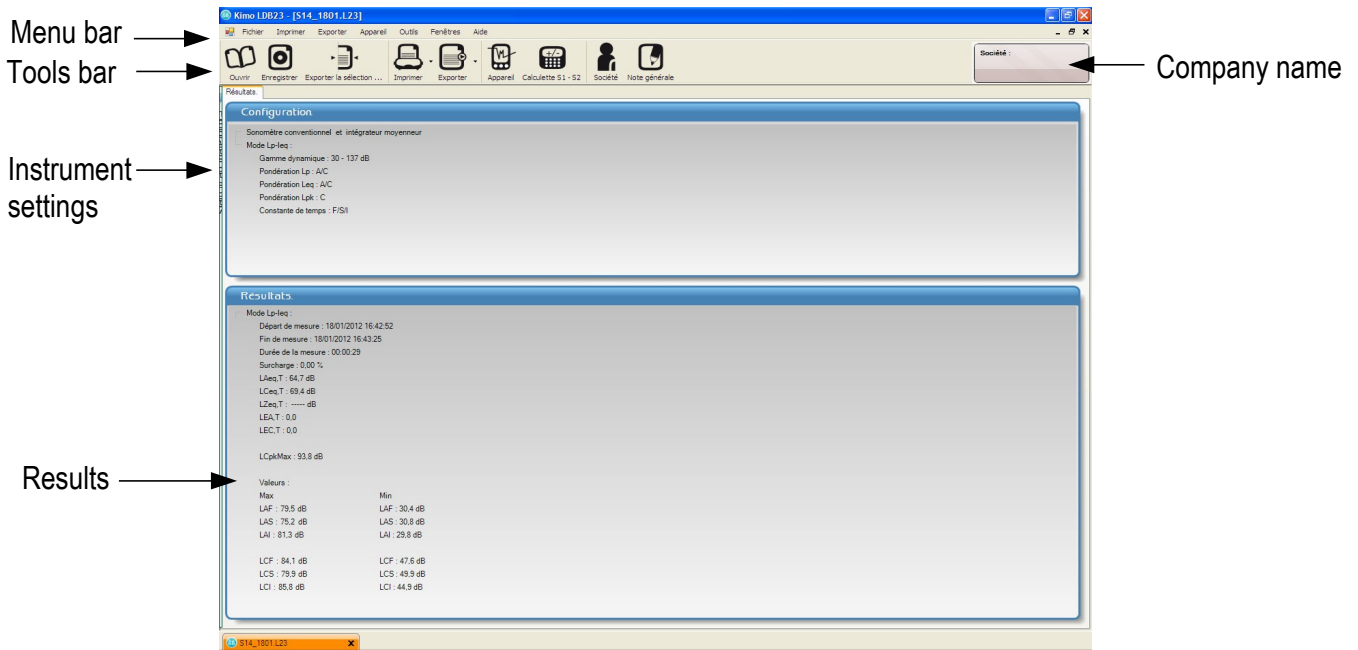 Kimo LDB23 - [S14_1801.L23]
Menu bar
Fichier Imprimer Exporter Appareil Outils Fenêtres Aide
Tools bar
Ouvrir Enregistrer Exporter la sélection ... Imprimer Exporter Appareil Calculette S1 - S2 Société Note générale
Société :
Company name
Résultats.
Configuration
Instrument
settings
Sonomètre conventionnel et intégrateur moyenneur
Mode Lp-leq :
Gamme dynamique : 30 - 137 dB
Pondération Lp : A/C
Pondération Leq : A/C
Pondération Lpk : C
Constante de temps : F/S/I
Résultats.
Mode Lp-leq :
Départ de mesure : 18/01/2012 16:42:52
Fin de mesure : 18/01/2012 16:43:25
Durée de la mesure : 00:00:29
Surcharge : 0,00 %
LAeq,T : 64,7 dB
LCeq,T : 69,4 dB
LZeq,T : ----- dB
LEA,T : 0,0
LEC,T : 0,0
LCpkMax : 93,8 dB
Results
Valeurs :
Max Min
LAF : 79,5 dB LAF : 30,4 dB
LAS : 75,2 dB LAS : 30,8 dB
LAI : 81,3 dB LAI : 29,8 dB
LCF : 84,1 dB LCF : 47,6 dB
LCS : 79,9 dB LCS : 49,9 dB
LCI : 85,8 dB LCI : 44,9 dB
S14_1801.L23